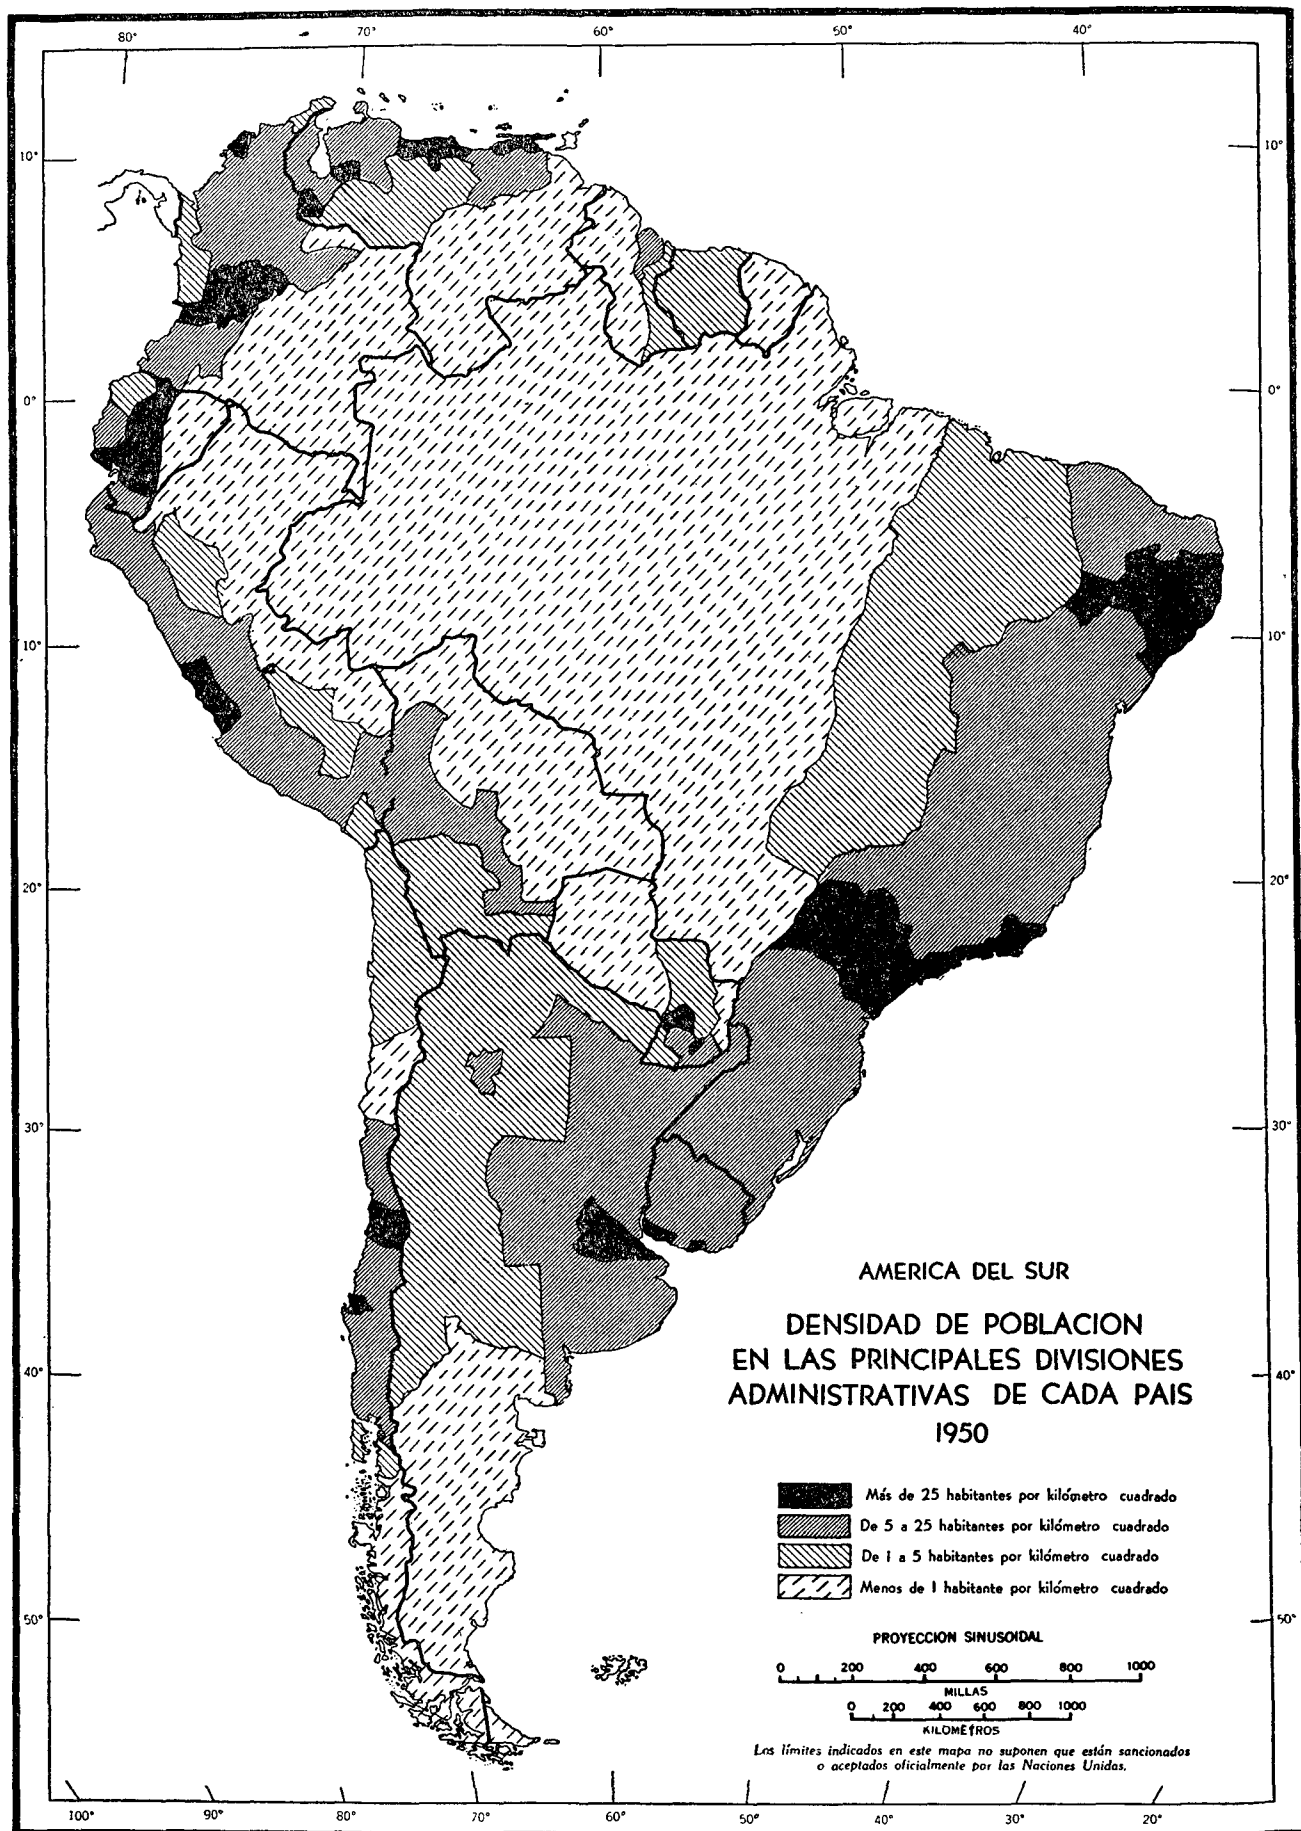 80° 70° 60° 50° 40°
10° 10°
0° 0°
10° 10°
20° 20°
30° 30°
AMERICA DEL SUR
DENSIDAD DE POBLACION
EN LAS PRINCIPALES DIVISIONES
ADMINISTRATIVAS DE CADA PAIS
1950
40° 40°
Más de 25 habitantes por kilómetro cuadrado
De 5 a 25 habitantes por kilómetro cuadrado
De 1 a 5 habitantes por kilómetro cuadrado
Menos de 1 habitante por kilómetro cuadrado
50° 50°
PROYECCION SINUSOIDAL
0 200 400 600 800 1000
MILLAS
0 200 400 600 800 1000
KILOMETROS
Los límites indicados en este mapa no suponen que están sancionados
o aceptados oficialmente por las Naciones Unidas.
100° 90° 80° 70° 60° 50° 40° 30° 20°